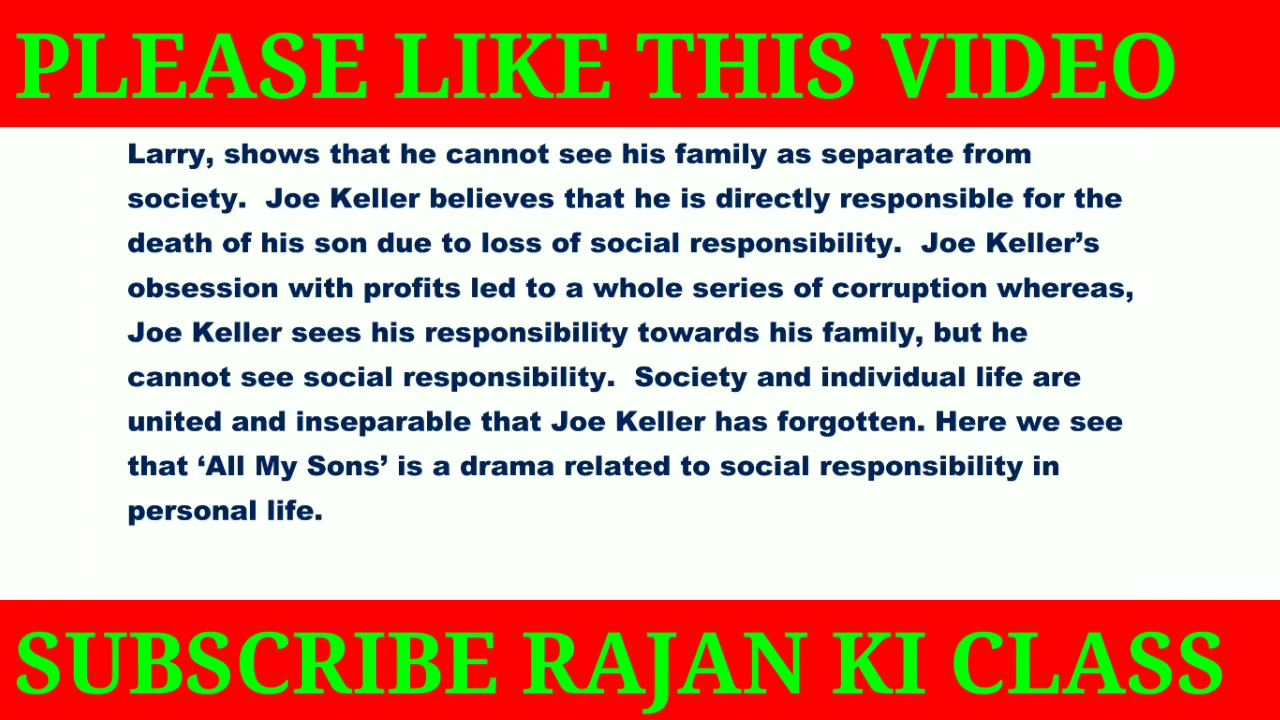 PLEASE LIKE THIS VIDEO
Larry, shows that he cannot see his family as separate from
society.  Joe Keller believes that he is directly responsible for the
death of his son due to loss of social responsibility.  Joe Keller’s
obsession with profits led to a whole series of corruption whereas,
Joe Keller sees his responsibility towards his family, but he
cannot see social responsibility.  Society and individual life are
united and inseparable that Joe Keller has forgotten. Here we see
that ‘All My Sons’ is a drama related to social responsibility in
personal life.
SUBSCRIBE RAJAN KI CLASS